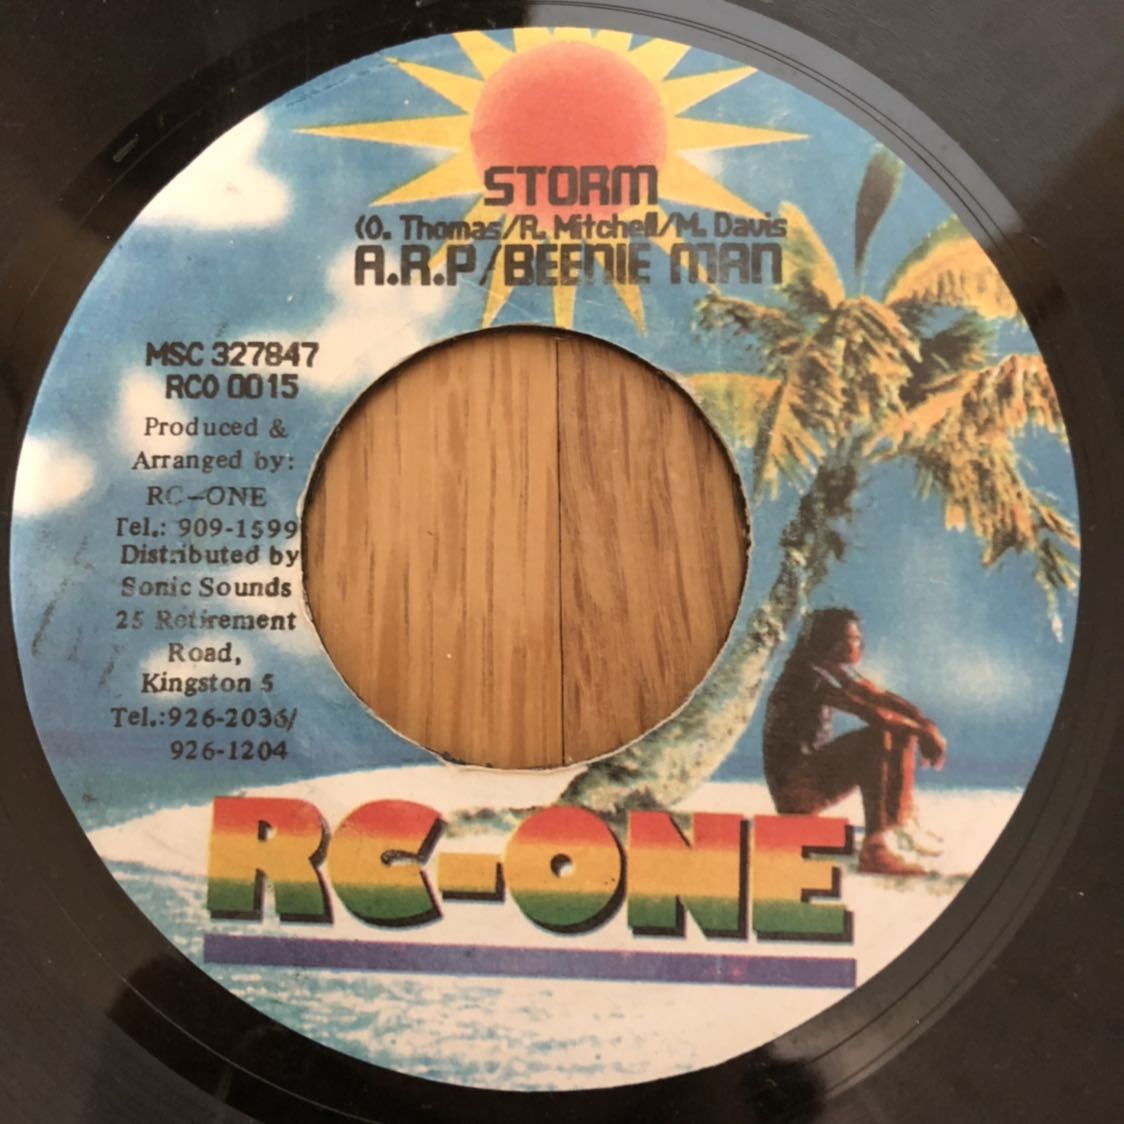 STORM
(O. Thomas/R. Mitchell/M. Davis
A.R.P/BEENIE MAN
MSC 327847
RCO 0015
Produced &
Arranged by:
RC-ONE
Tel.: 909-1599
Distributed by
Sonic Sounds
25 Retirement
Road,
Kingston 5
Tel.:926-2036/
926-1204
RC-ONE